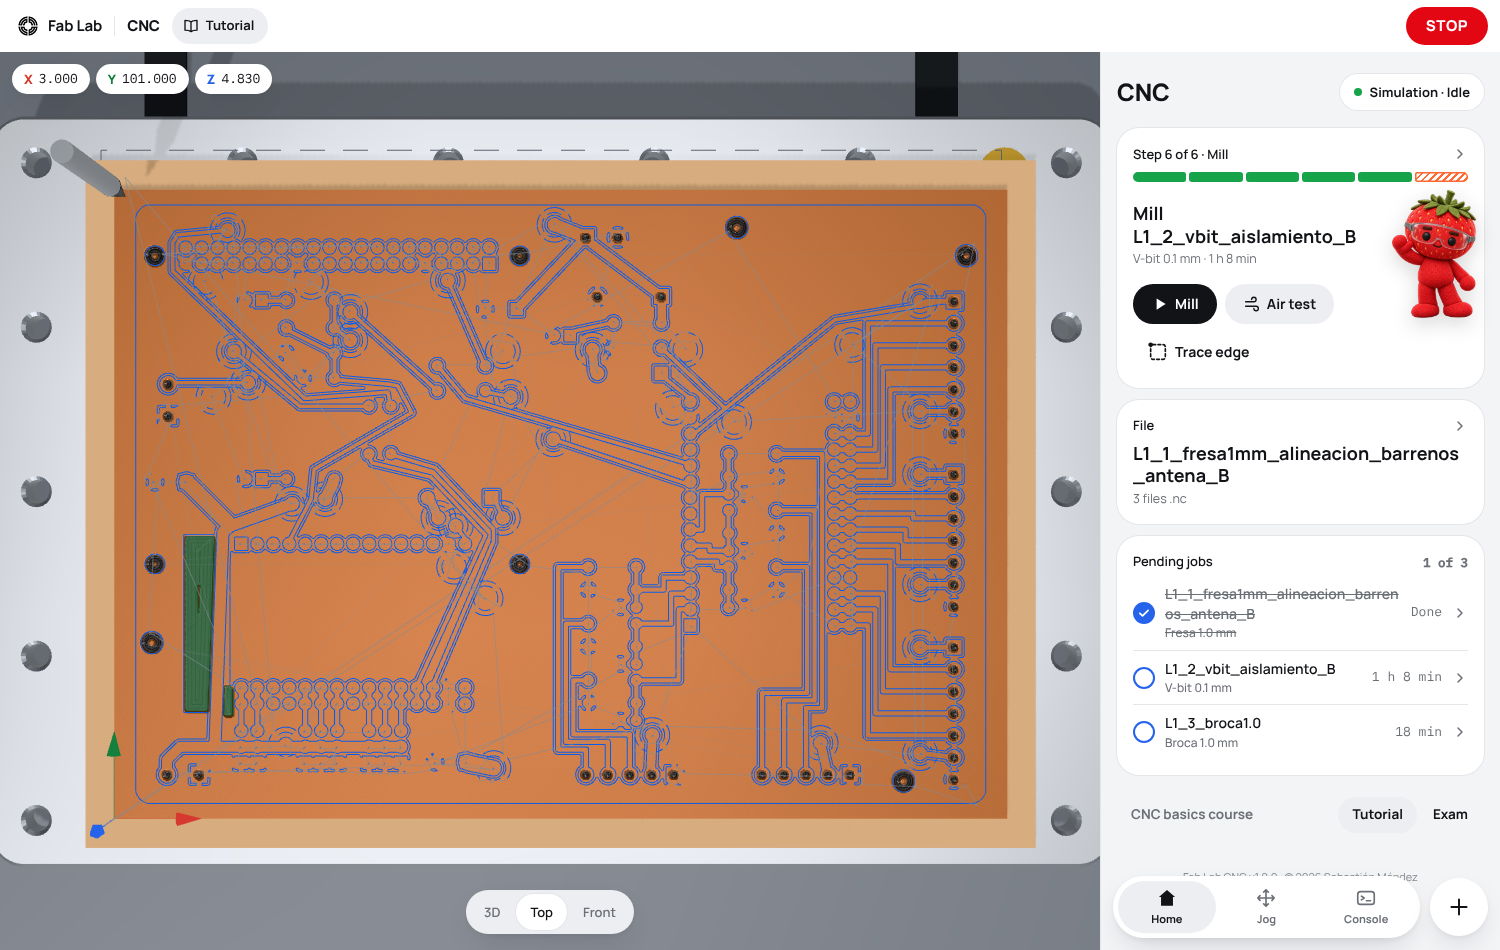 Fab Lab
CNC
Tutorial
STOP
X 3.000
Y 101.000
Z 4.830
CNC
Simulation · Idle
Step 6 of 6 · Mill
Mill
L1_2_vbit_aislamiento_B
V-bit 0.1 mm · 1 h 8 min
Mill
Air test
Trace edge
File
L1_1_fresa1mm_alineacion_barrenos
_antena_B
3 files .nc
Pending jobs
1 of 3
L1_1_fresa1mm_alineacion_barren
os_antena_B
Fresa 1.0 mm
Done
L1_2_vbit_aislamiento_B
V-bit 0.1 mm
1 h 8 min
L1_3_broca1.0
Broca 1.0 mm
18 min
CNC basics course
Tutorial
Exam
3D
Top
Front
Home
Jog
Console